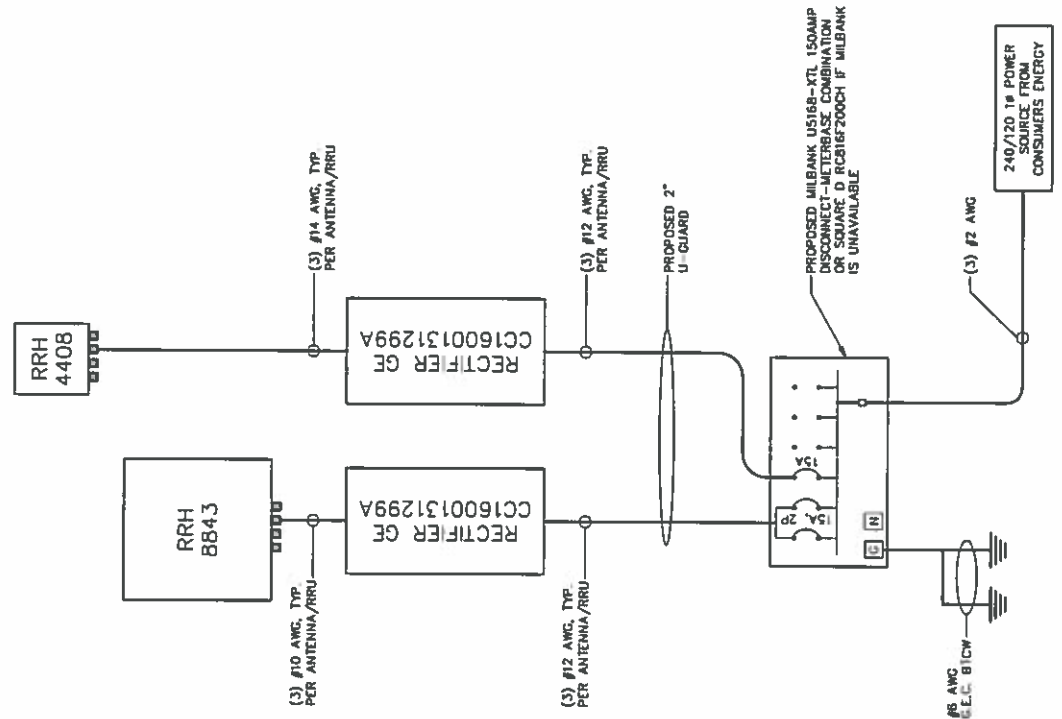 RRH
4408
(3) #14 AWG, TYP.
PER ANTENNA/RRU
RECTIFIER GE
CC1600131299A
(3) #12 AWG, TYP.
PER ANTENNA/RRU
RRH
8843
(3) #10 AWG, TYP.
PER ANTENNA/RRU
RECTIFIER GE
CC1600131299A
(3) #12 AWG, TYP.
PER ANTENNA/RRU
PROPOSED 2"
U-GUARD
15A, 2P
15A
G
N
PROPOSED MILBANK U5168-XTL 150AMP
DISCONNECT-METERBASE COMBINATION
OR SQUARE D RC816F200CH IF MILBANK
IS UNAVAILABLE
(3) #2 AWG
240/120 1ø POWER
SOURCE FROM
CONSUMERS ENERGY
#6 AWG
G.E.C. BTCW